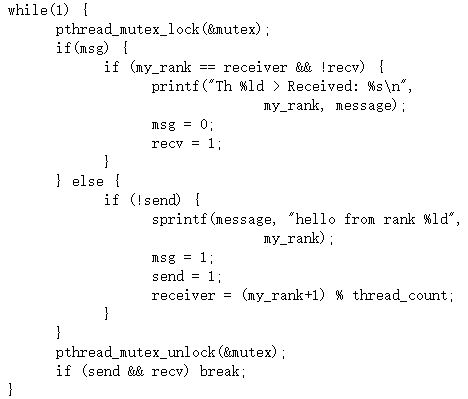 while(1) {
pthread_mutex_lock(&mutex);
if(msg) {
if (my_rank == receiver && !recv) {
printf("Th %ld > Received: %s\n",
my_rank, message);
msg = 0;
recv = 1;
}
} else {
if (!send) {
sprintf(message, "hello from rank %ld",
my_rank);
msg = 1;
send = 1;
receiver = (my_rank+1) % thread_count;
}
}
pthread_mutex_unlock(&mutex);
if (send && recv) break;
}